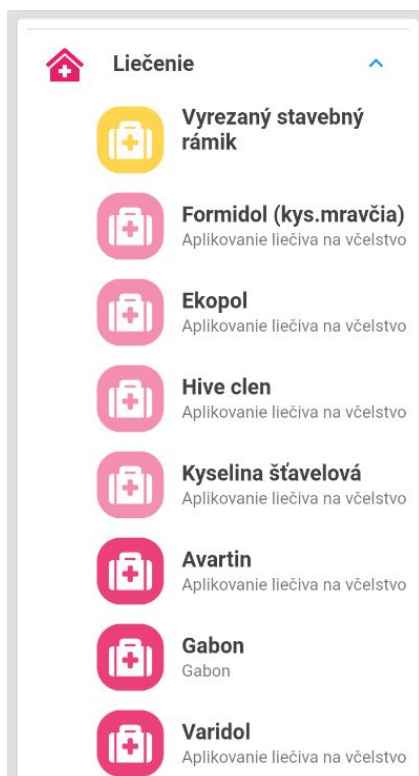 Liečenie
Vyrezaný stavebný
rámik
Formidol (kys.mravčia)
Aplikovanie liečiva na včelstvo
Ekopol
Aplikovanie liečiva na včelstvo
Hive clen
Aplikovanie liečiva na včelstvo
Kyselina šťavelová
Aplikovanie liečiva na včelstvo
Avartin
Aplikovanie liečiva na včelstvo
Gabon
Gabon
Varidol
Aplikovanie liečiva na včelstvo